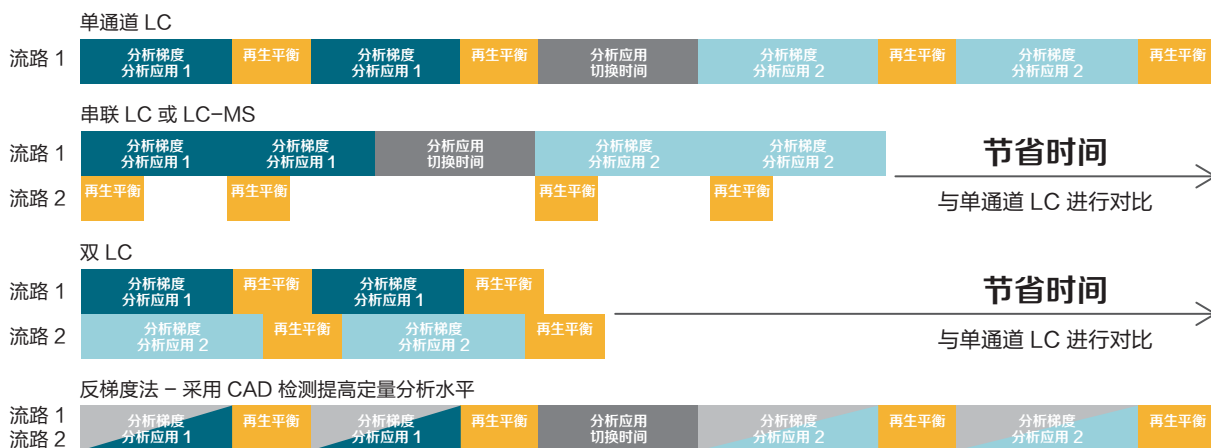 单通道 LC
流路 1
分析梯度
分析应用 1
再生平衡
分析梯度
分析应用 1
再生平衡
分析应用
切换时间
分析梯度
分析应用 2
再生平衡
分析梯度
分析应用 2
再生平衡
串联 LC 或 LC-MS
流路 1
分析梯度
分析应用 1
分析梯度
分析应用 1
分析应用
切换时间
分析梯度
分析应用 2
分析梯度
分析应用 2
流路 2
再生平衡
再生平衡
再生平衡
再生平衡
节省时间
与单通道 LC 进行对比
双 LC
流路 1
分析梯度
分析应用 1
再生平衡
分析梯度
分析应用 1
再生平衡
流路 2
分析梯度
分析应用 2
再生平衡
分析梯度
分析应用 2
再生平衡
节省时间
与单通道 LC 进行对比
反梯度法 – 采用 CAD 检测提高定量分析水平
流路 1
流路 2
分析梯度
分析应用 1
再生平衡
分析梯度
分析应用 1
再生平衡
分析应用
切换时间
分析梯度
分析应用 2
再生平衡
分析梯度
分析应用 2
再生平衡